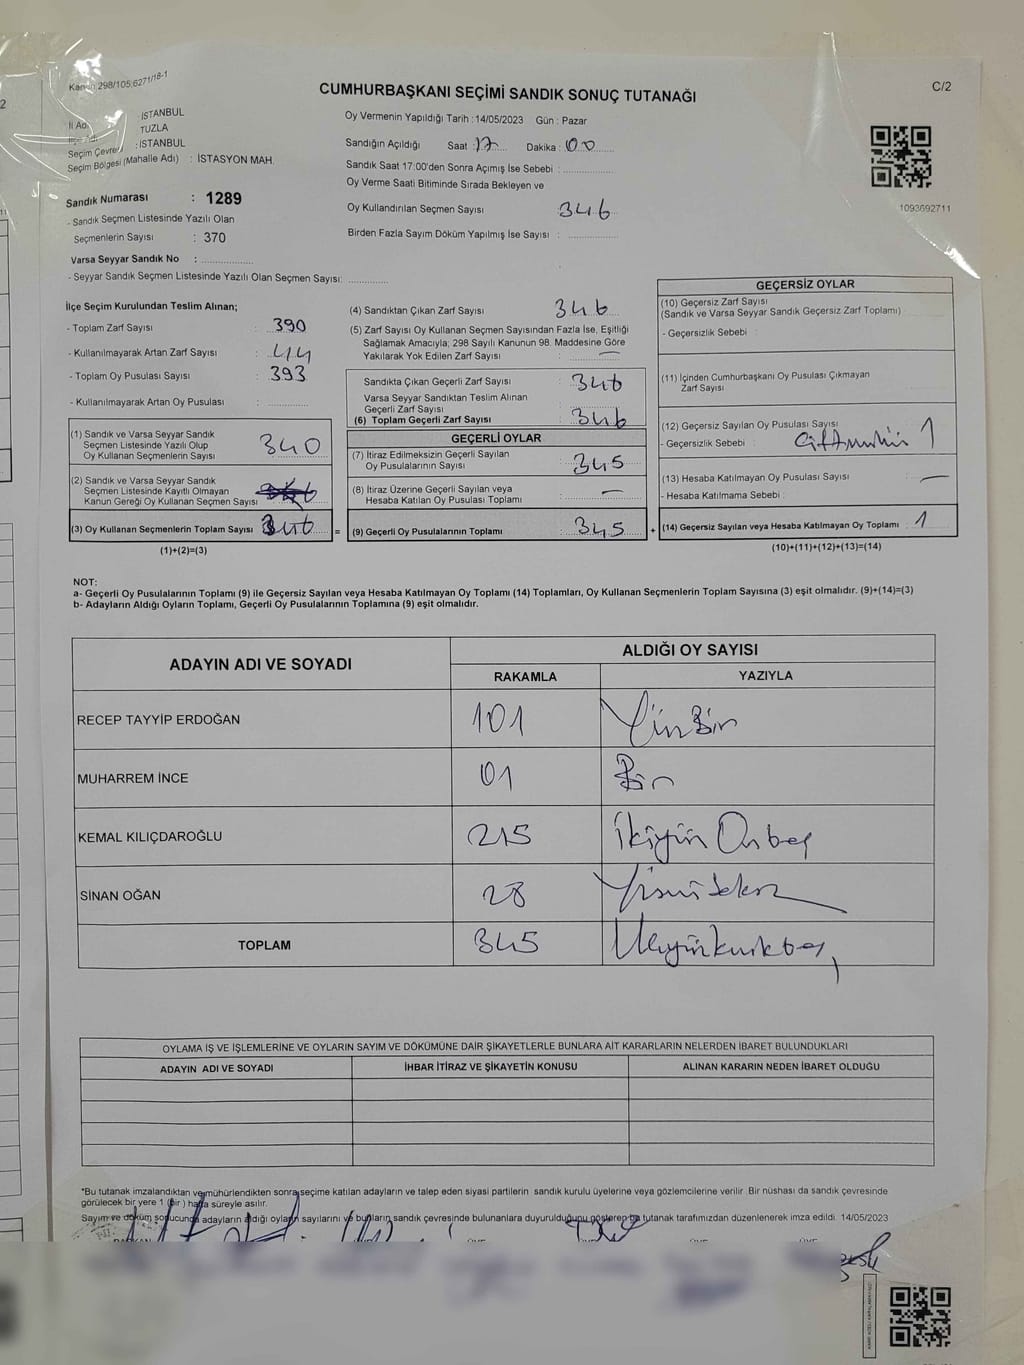 Kanun 298/105;6271/18-1
CUMHURBAŞKANI SEÇİMİ SANDIK SONUÇ TUTANAĞI
C/2
İl Adı : İSTANBUL
İlçe Adı : TUZLA
Seçim Çevresi : İSTANBUL
Seçim Bölgesi (Mahalle Adı) : İSTASYON MAH.
Oy Vermenin Yapıldığı Tarih : 14/05/2023 Gün : Pazar
Sandığın Açıldığı Saat : 17 Dakika : 00
Sandık Saat 17:00'den Sonra Açımış İse Sebebi :
Oy Verme Saati Bitiminde Sırada Bekleyen ve
Oy Kullandırılan Seçmen Sayısı 346
Birden Fazla Sayım Döküm Yapılmış İse Sayısı :
1093692711
Sandık Numarası : 1289
- Sandık Seçmen Listesinde Yazılı Olan
Seçmenlerin Sayısı : 370
Varsa Seyyar Sandık No :
- Seyyar Sandık Seçmen Listesinde Yazılı Olan Seçmen Sayısı:
İlçe Seçim Kurulundan Teslim Alınan;
- Toplam Zarf Sayısı : 390
- Kullanılmayarak Artan Zarf Sayısı : 44
- Toplam Oy Pusulası Sayısı : 393
- Kullanılmayarak Artan Oy Pusulası :
(1) Sandık ve Varsa Seyyar Sandık
Seçmen Listesinde Yazılı Olup
Oy Kullanan Seçmenlerin Sayısı 340
(2) Sandık ve Varsa Seyyar Sandık
Seçmen Listesinde Kayıtlı Olmayan
Kanun Gereği Oy Kullanan Seçmen Sayısı
(3) Oy Kullanan Seçmenlerin Toplam Sayısı 346 =
(1)+(2)=(3)
(4) Sandıktan Çıkan Zarf Sayısı 346
(5) Zarf Sayısı Oy Kullanan Seçmen Sayısından Fazla İse, Eşitliği
Sağlamak Amacıyla; 298 Sayılı Kanunun 98. Maddesine Göre
Yakılarak Yok Edilen Zarf Sayısı : —
Sandıkta Çıkan Geçerli Zarf Sayısı : 346
Varsa Seyyar Sandıktan Teslim Alınan
Geçerli Zarf Sayısı
(6) Toplam Geçerli Zarf Sayısı : 346
GEÇERLİ OYLAR
(7) İtiraz Edilmeksizin Geçerli Sayılan
Oy Pusulalarının Sayısı : 345
(8) İtiraz Üzerine Geçerli Sayılan veya
Hesaba Katılan Oy Pusulası Toplamı : —
(9) Geçerli Oy Pusulalarının Toplamı : 345 +
GEÇERSİZ OYLAR
(10) Geçersiz Zarf Sayısı
(Sandık ve Varsa Seyyar Sandık Geçersiz Zarf Toplamı)
- Geçersizlik Sebebi :
(11) İçinden Cumhurbaşkanı Oy Pusulası Çıkmayan
Zarf Sayısı
(12) Geçersiz Sayılan Oy Pusulası Sayısı
- Geçersizlik Sebebi : 1
(13) Hesaba Katılmayan Oy Pusulası Sayısı : —
- Hesaba Katılmama Sebebi :
(14) Geçersiz Sayılan veya Hesaba Katılmayan Oy Toplamı : 1
(10)+(11)+(12)+(13)=(14)
NOT:
a- Geçerli Oy Pusulalarının Toplamı (9) ile Geçersiz Sayılan veya Hesaba Katılmayan Oy Toplamı (14) Toplamları, Oy Kullanan Seçmenlerin Toplam Sayısına (3) eşit olmalıdır. (9)+(14)=(3)
b- Adayların Aldığı Oyların Toplamı, Geçerli Oy Pusulalarının Toplamına (9) eşit olmalıdır.
ADAYIN ADI VE SOYADI
ALDIĞI OY SAYISI
RAKAMLA YAZIYLA
RECEP TAYYİP ERDOĞAN 101 YüzBir
MUHARREM İNCE 01 Bir
KEMAL KILIÇDAROĞLU 215 İkiyüz Onbeş
SİNAN OĞAN 28 Yirmi Sekiz
TOPLAM 345 Üçyüzkırkbeş
OYLAMA İŞ VE İŞLEMLERİNE VE OYLARIN SAYIM VE DÖKÜMÜNE DAİR ŞİKAYETLERLE BUNLARA AİT KARARLARIN NELERDEN İBARET BULUNDUKLARI
ADAYIN ADI VE SOYADI İHBAR İTİRAZ VE ŞİKAYETİN KONUSU ALINAN KARARIN NEDEN İBARET OLDUĞU
*Bu tutanak imzalandıktan ve mühürlendikten sonra seçime katılan adayların ve talep eden siyasi partilerin sandık kurulu üyelerine veya gözlemcilerine verilir. Bir nüshası da sandık çevresinde
görülecek bir yere 1 (Bir) hafta süreyle asılır.
Sayım ve döküm sonucunda adayların aldığı oyların sayılarını ve bunların sandık çevresinde bulunanlara duyurulduğunu gösteren bu tutanak tarafımızdan düzenlenerek imza edildi. 14/05/2023